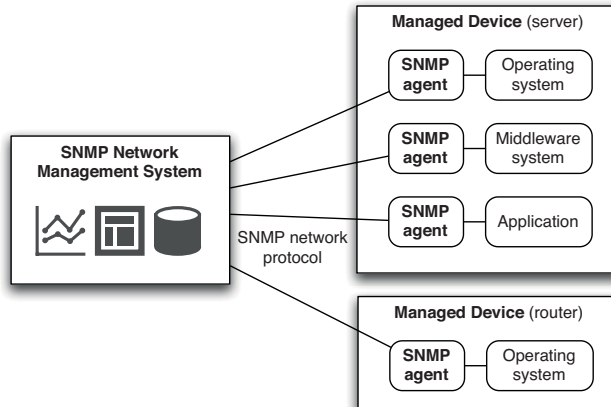 SNMP Network
Management System
SNMP network
protocol
Managed Device (server)
SNMP
agent
Operating
system
SNMP
agent
Middleware
system
SNMP
agent
Application
Managed Device (router)
SNMP
agent
Operating
system